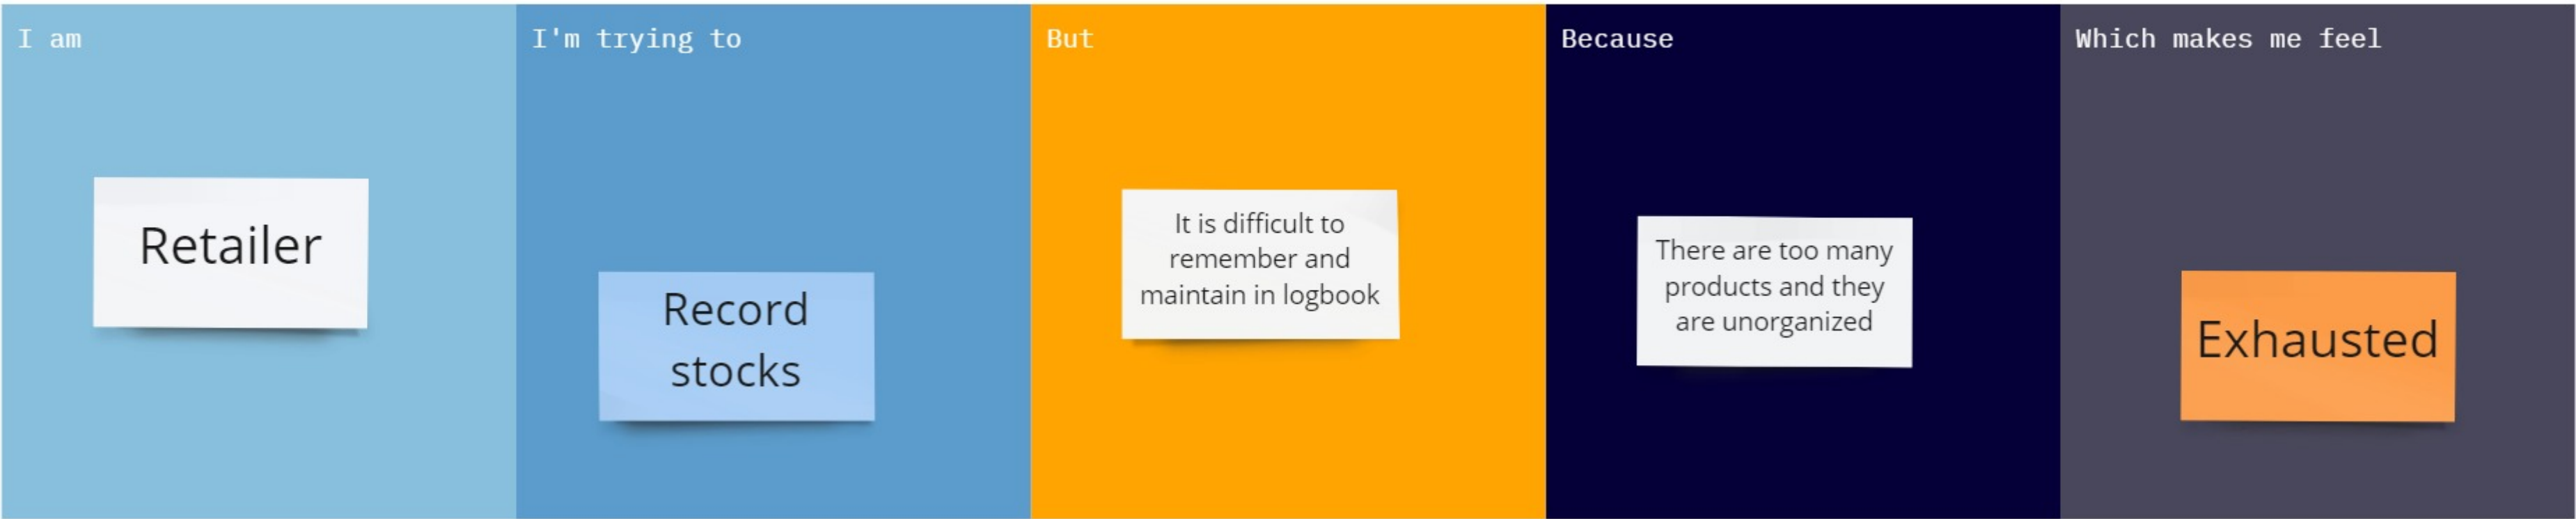 I am
Retailer
I'm trying to
Record
stocks
But
It is difficult to
remember and
maintain in logbook
Because
There are too many
products and they
are unorganized
Which makes me feel
Exhausted